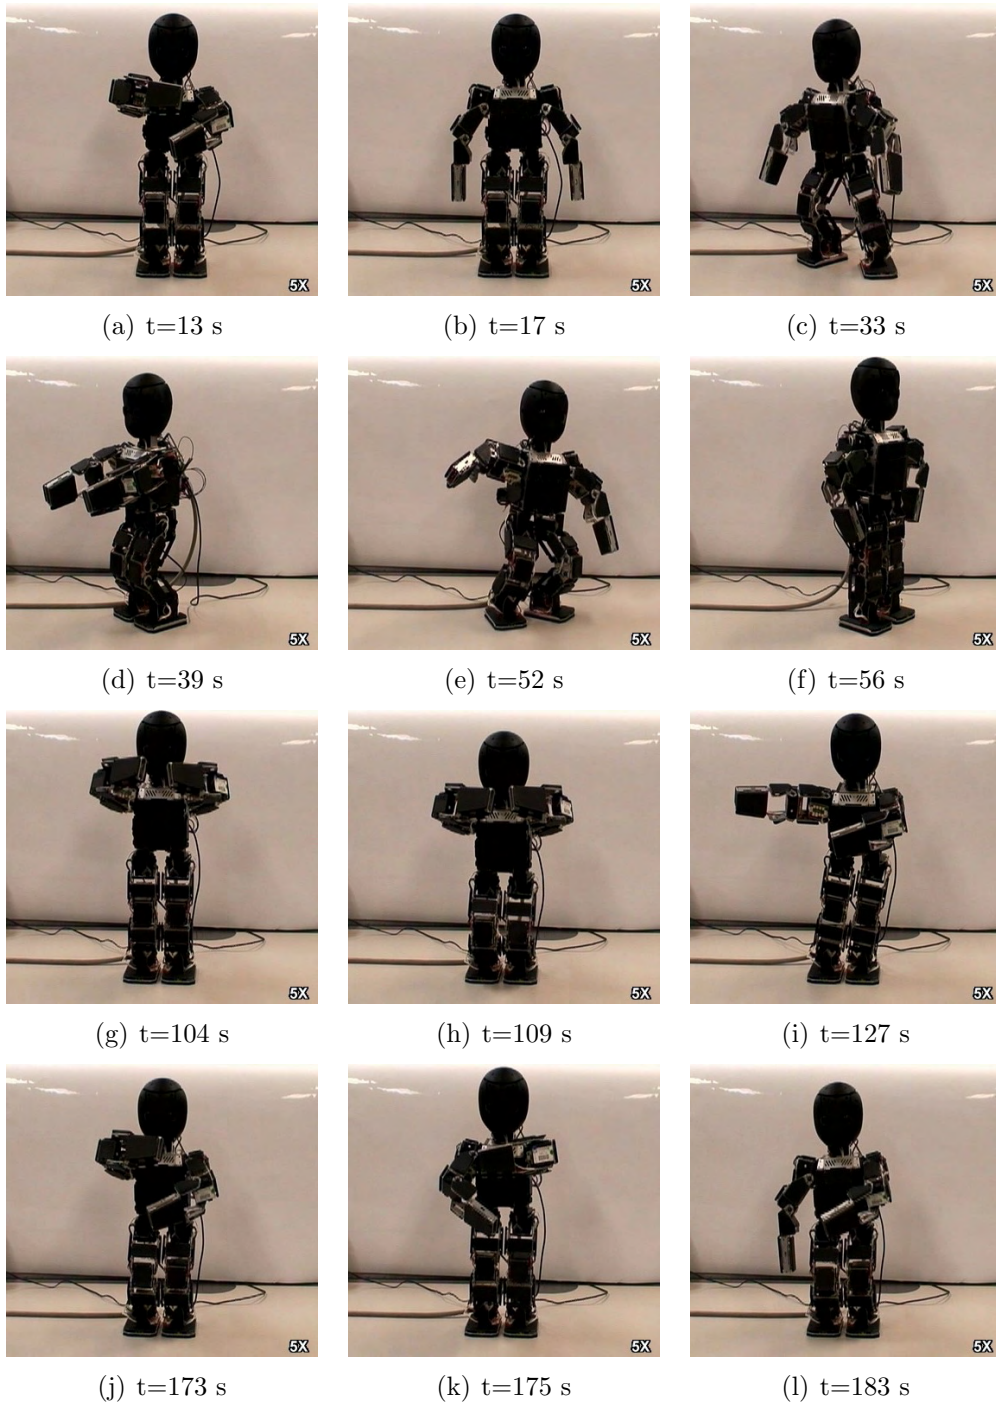 5X 5X 5X
(a) t=13 s (b) t=17 s (c) t=33 s
5X 5X 5X
(d) t=39 s (e) t=52 s (f) t=56 s
5X 5X 5X
(g) t=104 s (h) t=109 s (i) t=127 s
5X 5X 5X
(j) t=173 s (k) t=175 s (l) t=183 s